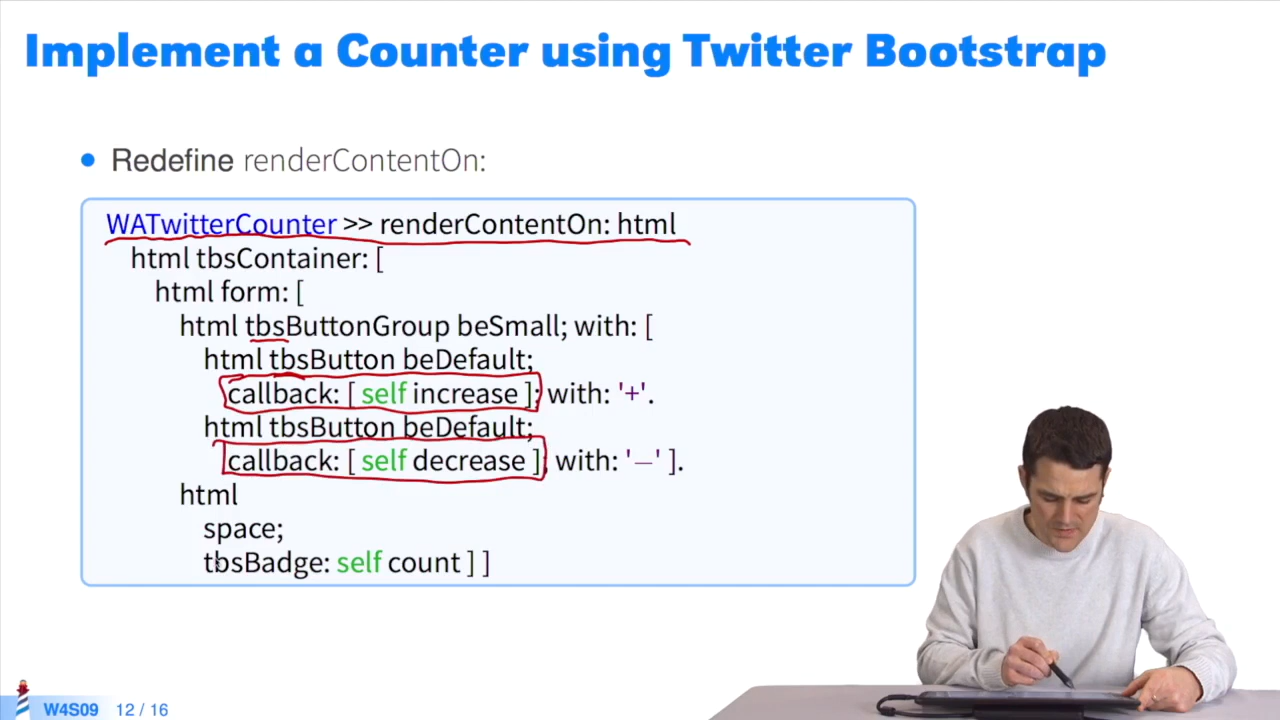 Implement a Counter using Twitter Bootstrap
Redefine renderContentOn:
WATwitterCounter >> renderContentOn: html
html tbsContainer: [
html form: [
html tbsButtonGroup beSmall; with: [
html tbsButton beDefault;
callback: [ self increase ]; with: '+'.
html tbsButton beDefault;
callback: [ self decrease ]; with: '—' ].
html
space;
tbsBadge: self count ] ]
W4S09 12 / 16